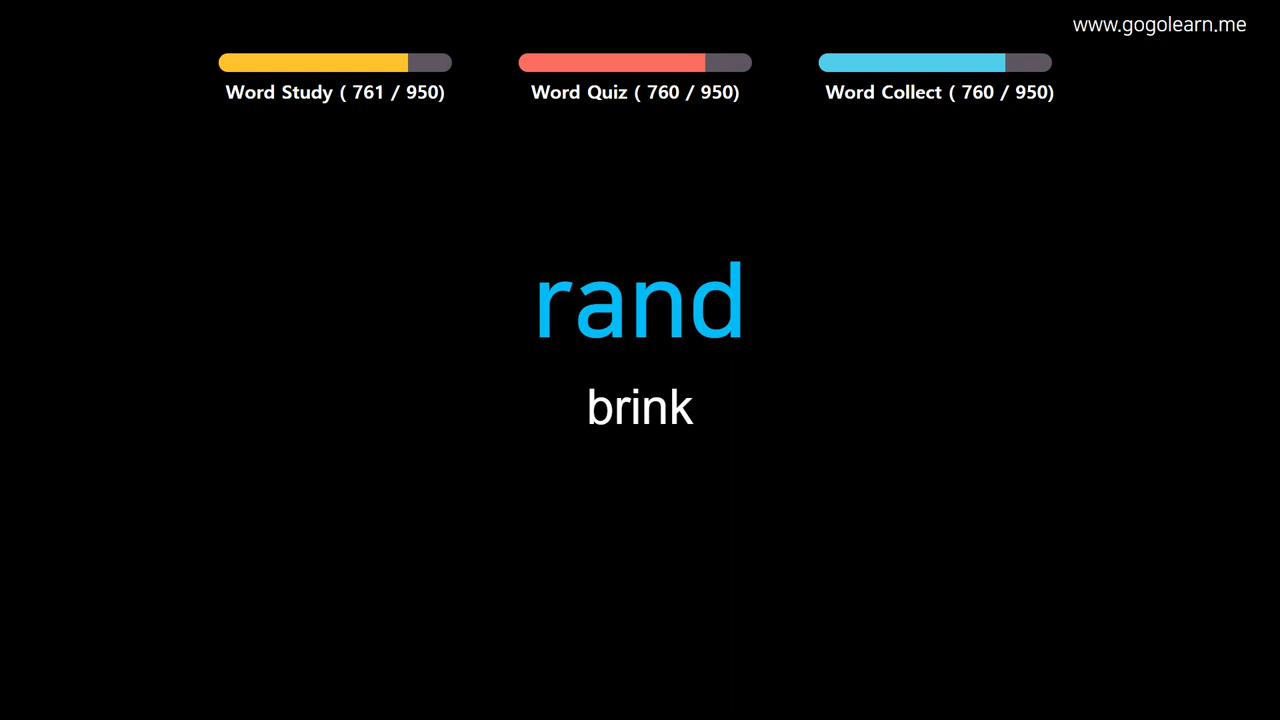 www.gogolearn.me
Word Study ( 761 / 950)
Word Quiz ( 760 / 950)
Word Collect ( 760 / 950)
rand
brink